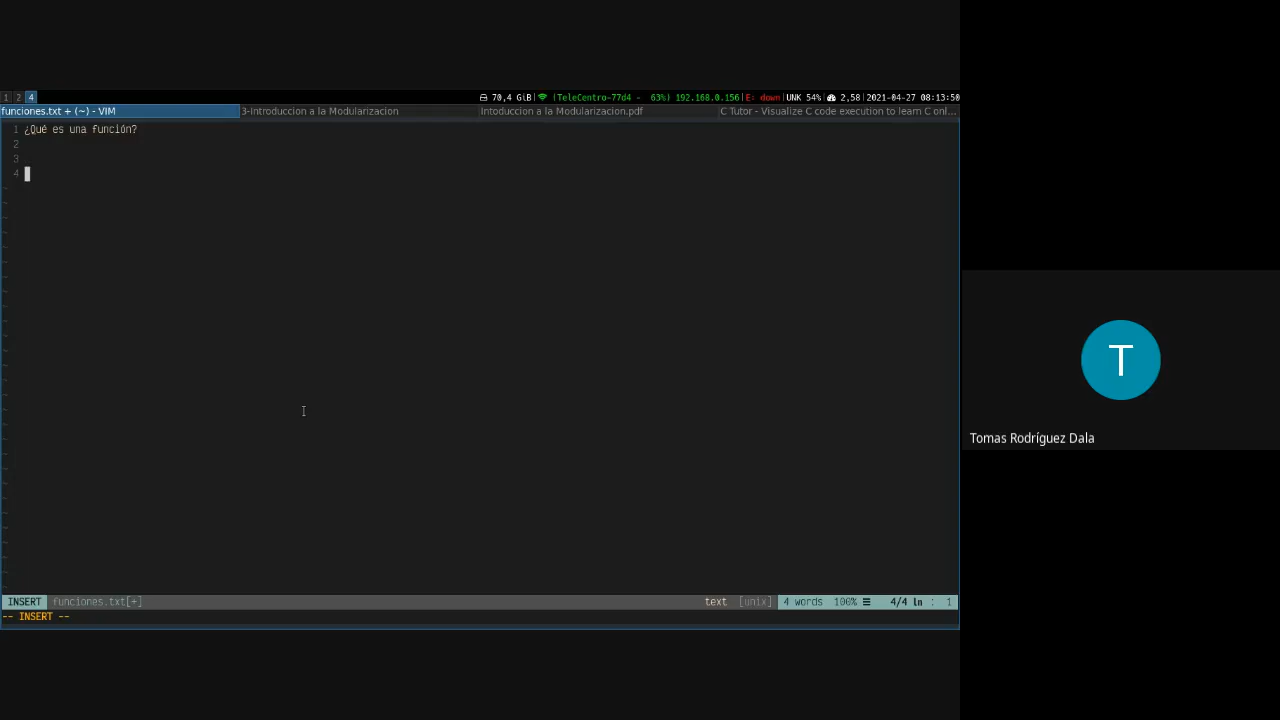 1 2 4
70,4 GiB| (TeleCentro-77d4 - 63%) 192.168.0.156|E: down|UNK 54%| 2,58|2021-04-27 08:13:50
funciones.txt + (~) - VIM
3-Introduccion a la Modularizacion
Intoduccion a la Modularizacion.pdf
C Tutor - Visualize C code execution to learn C onl...
1 ¿Qué es una función?
2
3
4
T
Tomas Rodríguez Dala
INSERT funciones.txt[+] text [unix] 4 words 100% ☰ 4/4 ln : 1
-- INSERT --